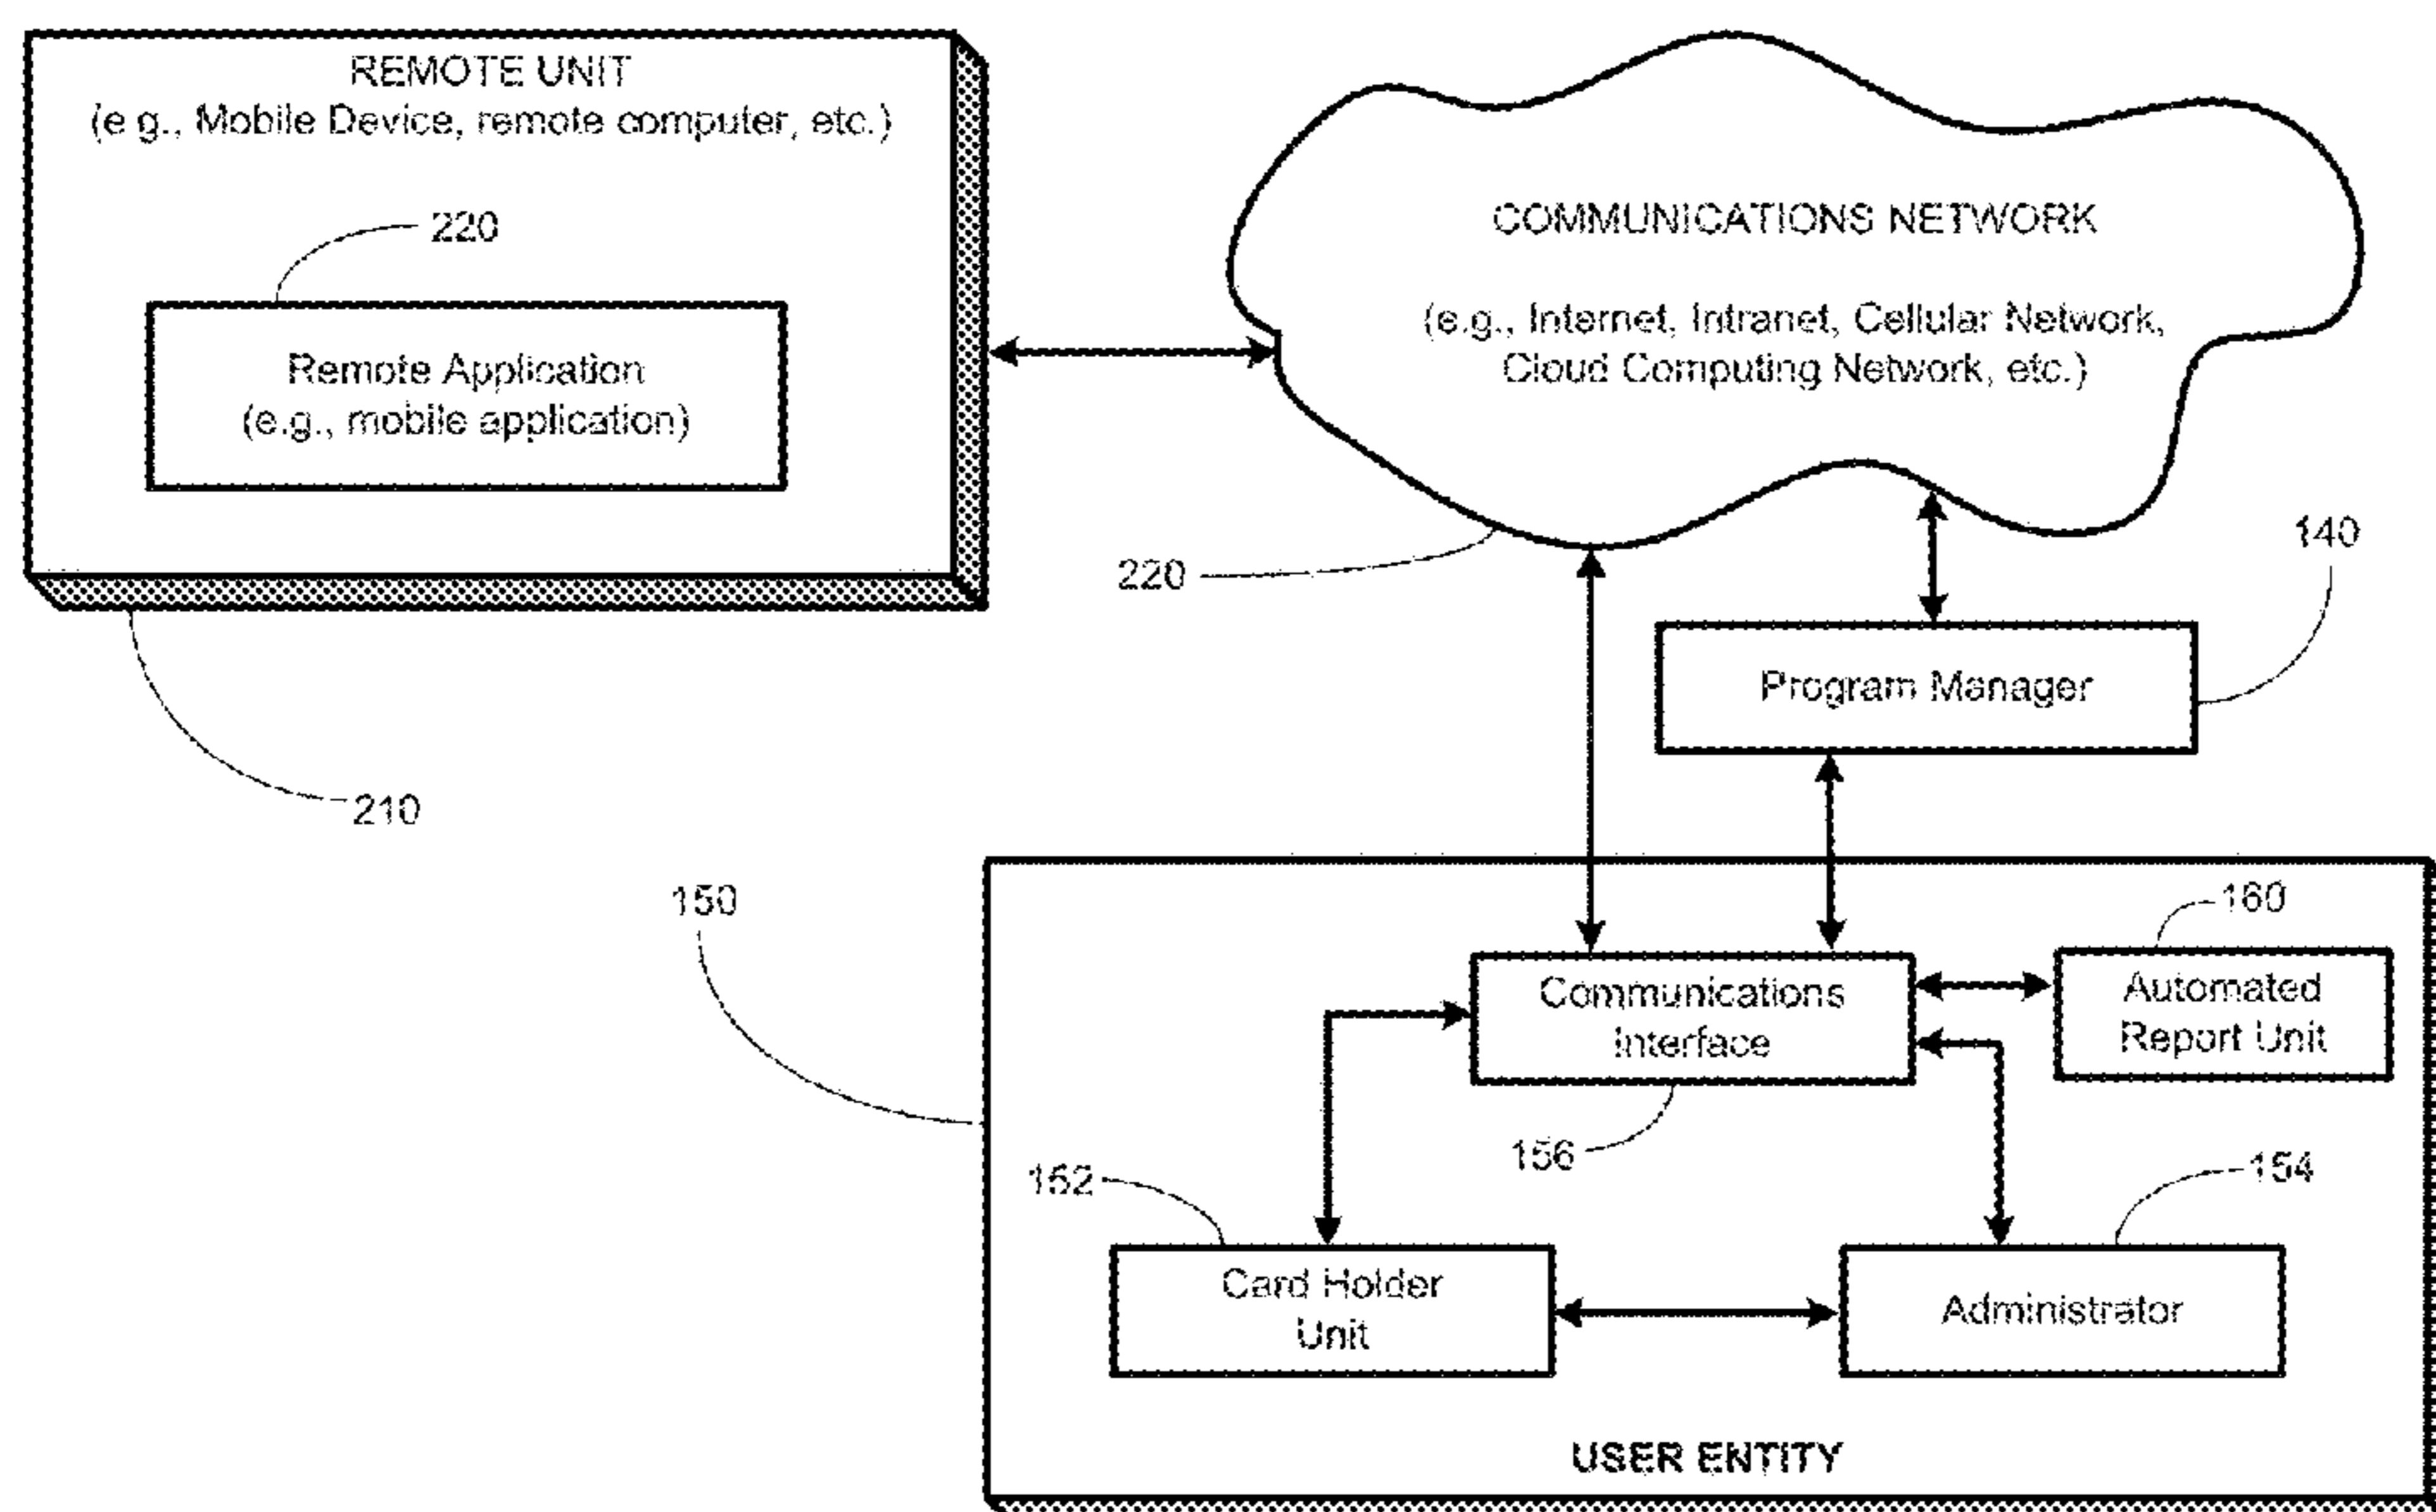 REMOTE UNIT
(e.g., Mobile Device, remote computer, etc.)
220
Remote Application
(e.g., mobile application)
210
COMMUNICATIONS NETWORK
(e.g., Internet, Intranet, Cellular Network,
Cloud Computing Network, etc.)
220
140
Program Manager
150
160
Communications
Interface
Automated
Report Unit
156
152
154
Card Holder
Unit
Administrator
USER ENTITY